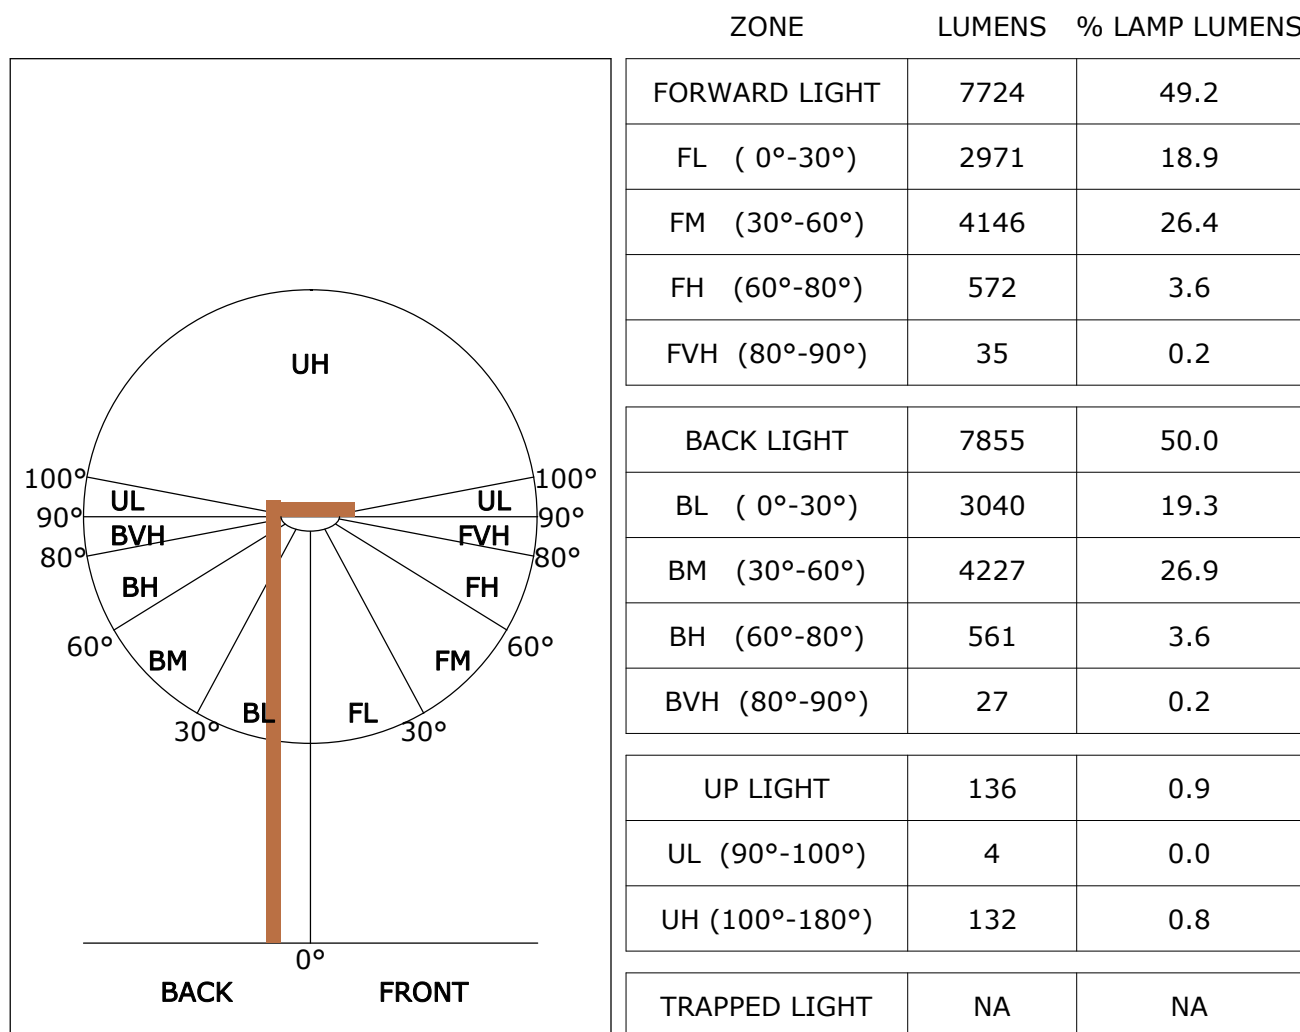 ZONE LUMENS % LAMP LUMENS
FORWARD LIGHT 7724 49.2
FL ( 0°-30°) 2971 18.9
FM (30°-60°) 4146 26.4
FH (60°-80°) 572 3.6
FVH (80°-90°) 35 0.2
BACK LIGHT 7855 50.0
BL ( 0°-30°) 3040 19.3
BM (30°-60°) 4227 26.9
BH (60°-80°) 561 3.6
BVH (80°-90°) 27 0.2
UP LIGHT 136 0.9
UL (90°-100°) 4 0.0
UH (100°-180°) 132 0.8
TRAPPED LIGHT NA NA
UH
100° 100°
UL UL
90° 90°
BVH FVH
80° 80°
BH FH
60° 60°
BM FM
BL FL
30° 30°
0°
BACK FRONT